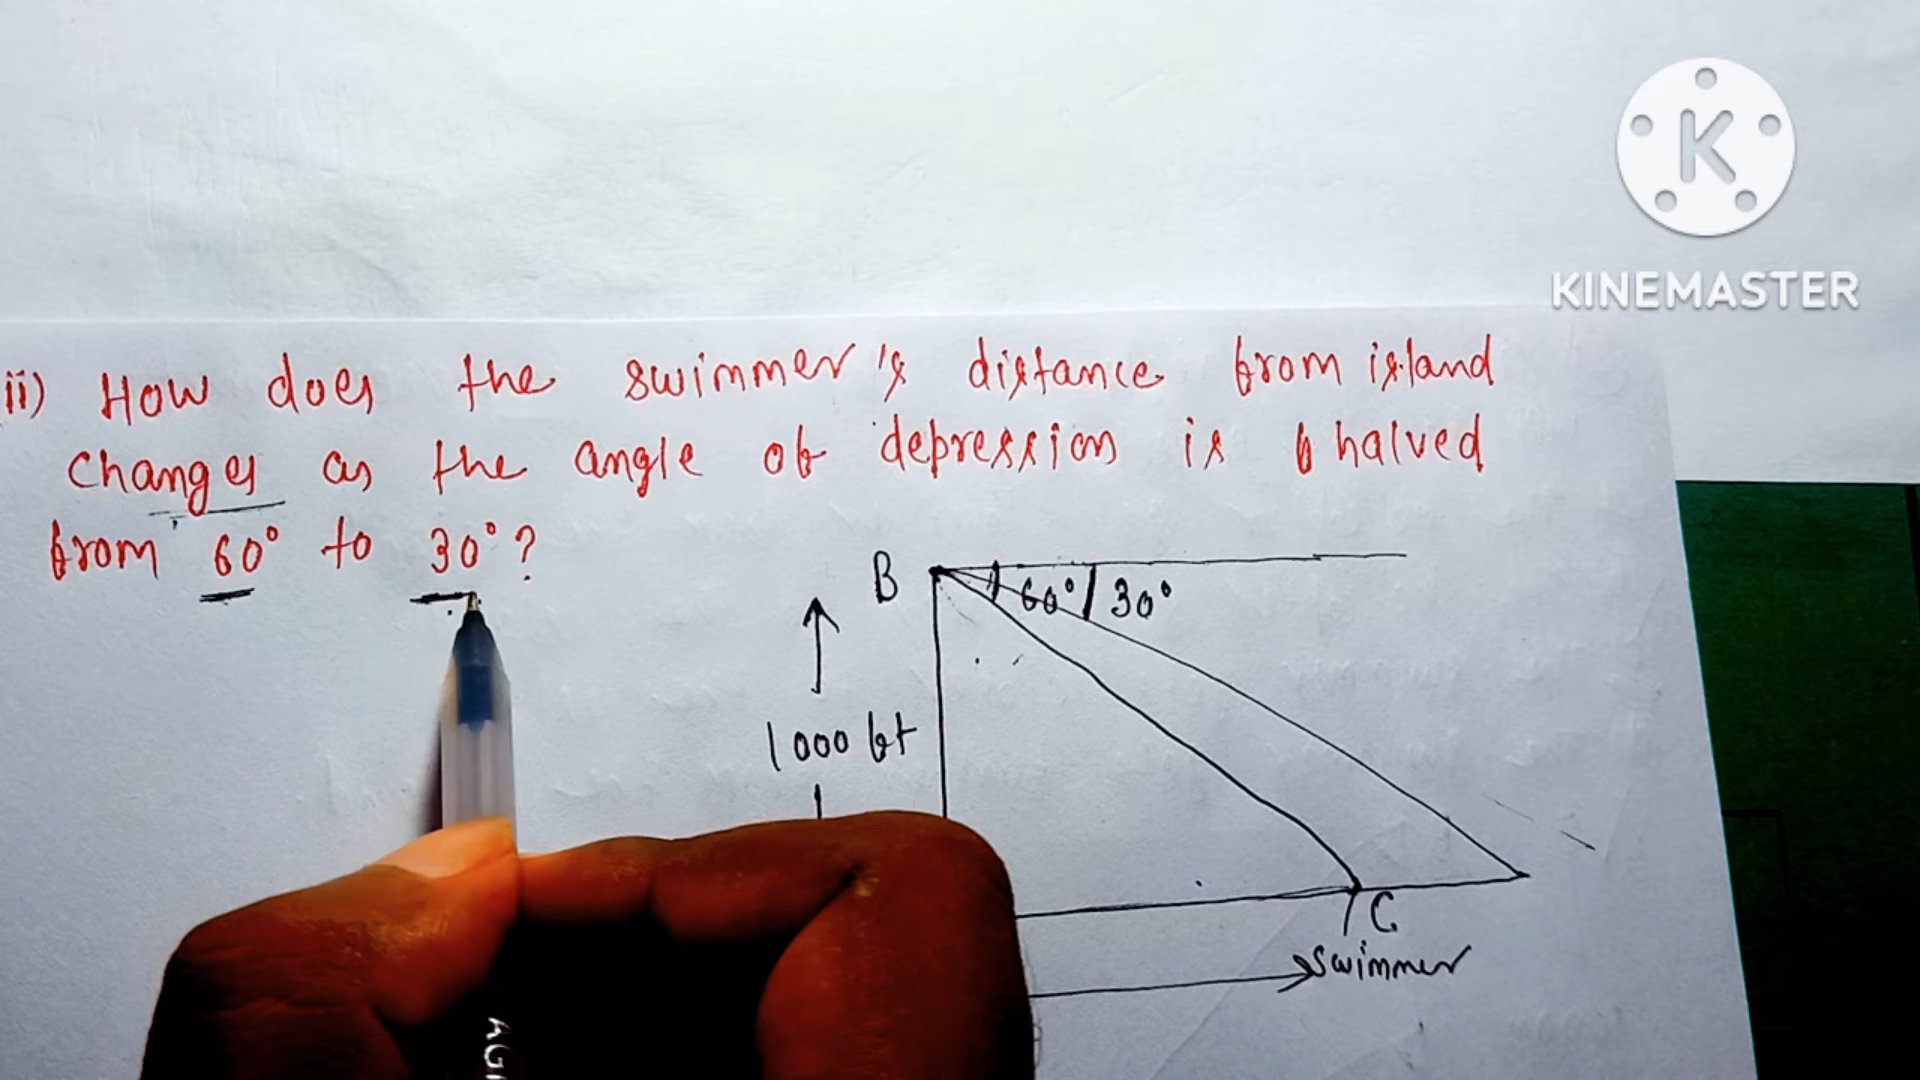 K
KINEMASTER
ii) How does the swimmer's distance from island
changes as the angle of depression is halved
from 60° to 30°?
B 60° 30°
1000 ft
C
swimmer
AG